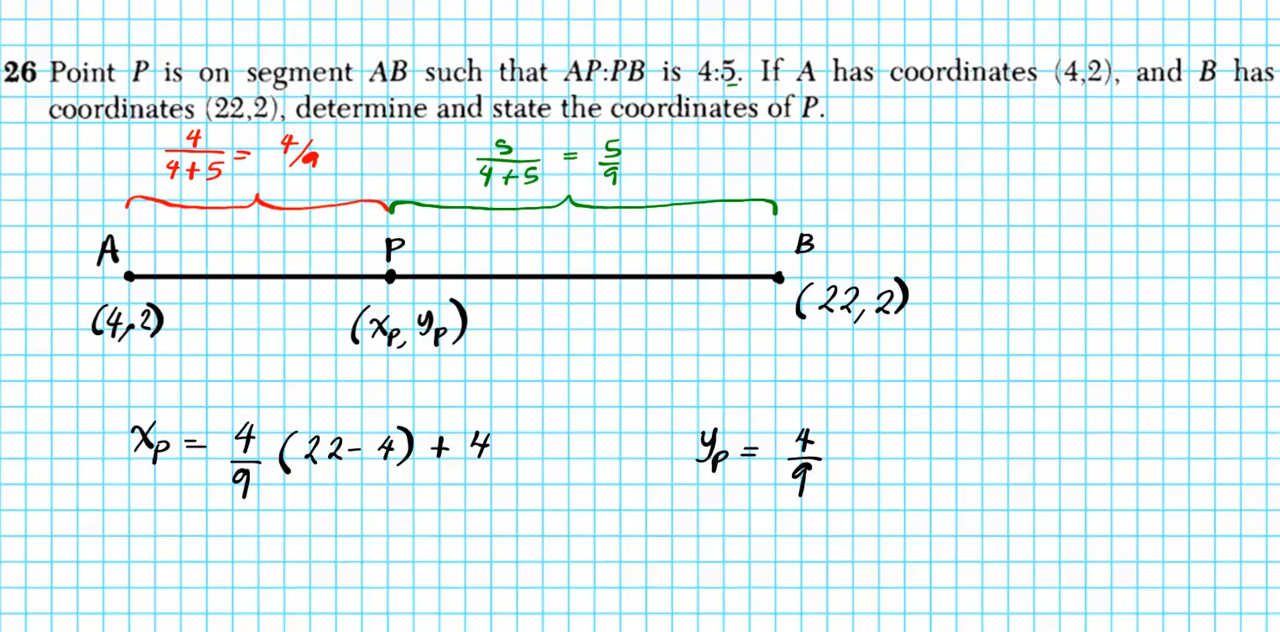 26 Point P is on segment AB such that AP:PB is 4:5. If A has coordinates (4,2), and B has
coordinates (22,2), determine and state the coordinates of P.
4/(4+5) = 4/9 5/(4+5) = 5/9
A P B
(4,2) (xₚ, yₚ) (22,2)
xₚ = 4/9 (22-4) + 4 yₚ = 4/9